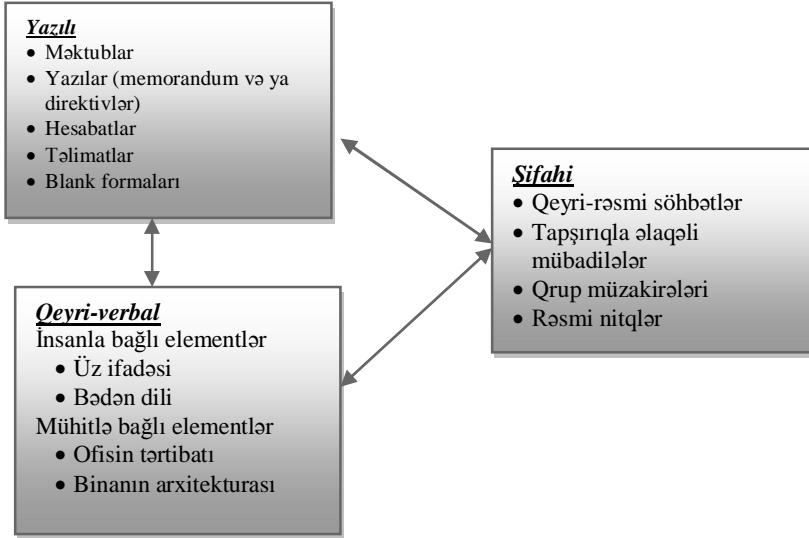 Yazılı
• Məktublar
• Yazılar (memorandum və ya
direktivlər)
• Hesabatlar
• Təlimatlar
• Blank formaları
Şifahi
• Qeyri-rəsmi söhbətlər
• Tapşırıqla əlaqəli
mübadilələr
• Qrup müzakirələri
• Rəsmi nitqlər
Qeyri-verbal
İnsanla bağlı elementlər
• Üz ifadəsi
• Bədən dili
Mühitlə bağlı elementlər
• Ofisin tərtibatı
• Binanın arxitekturası